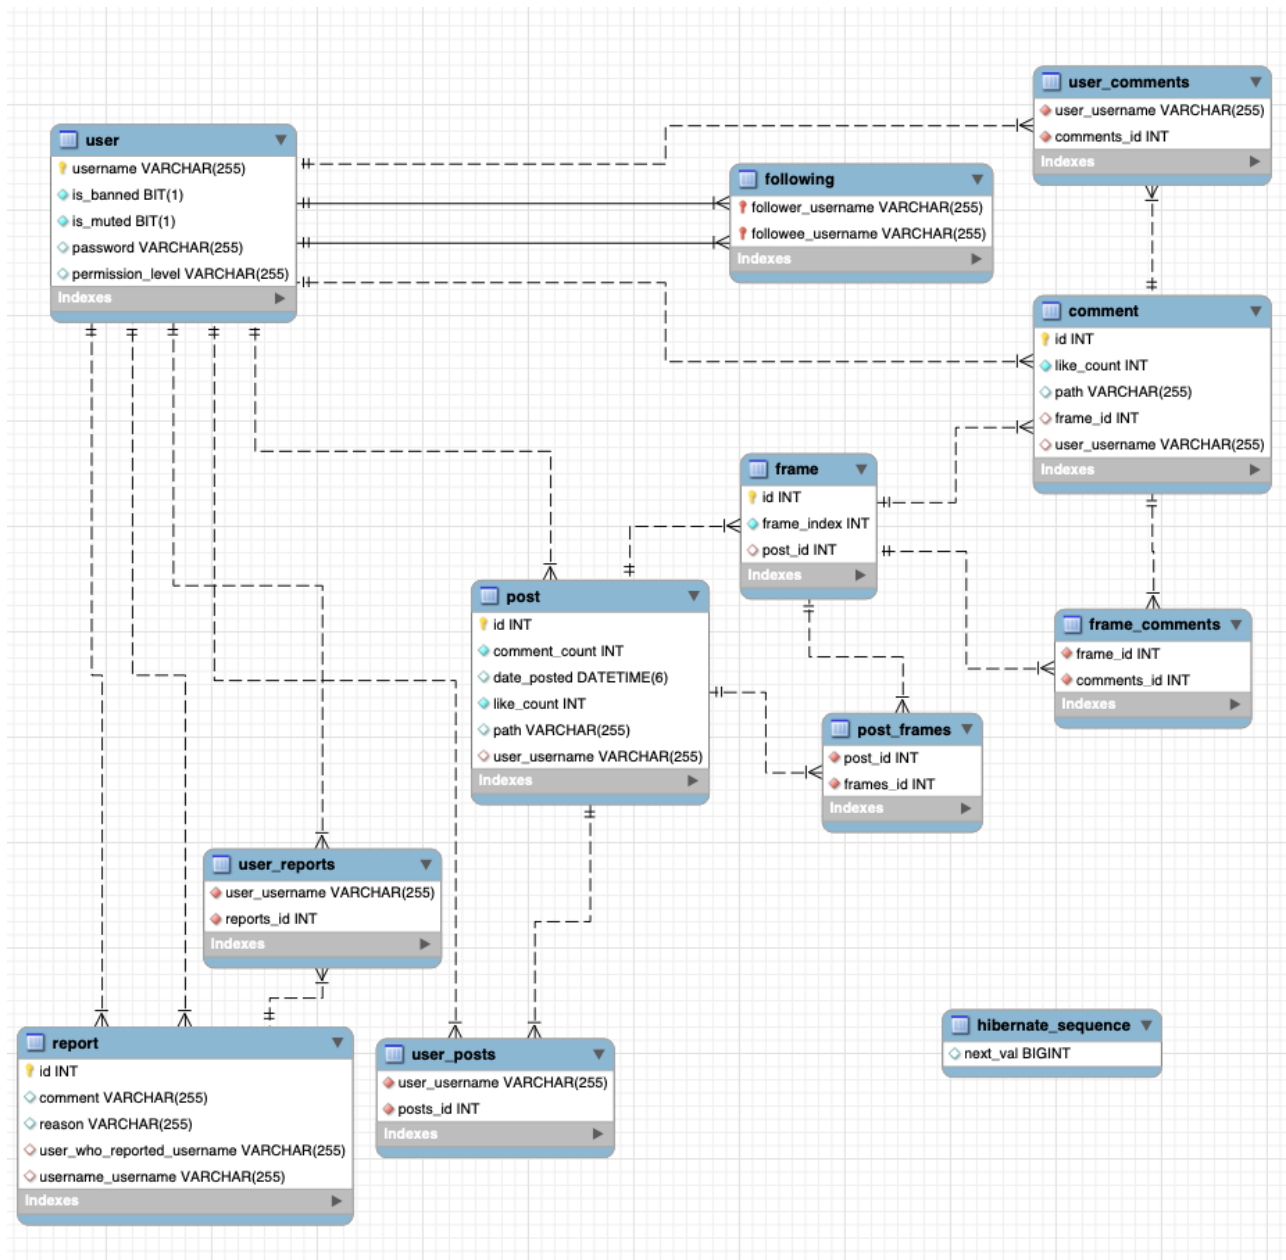 user_comments
user_username VARCHAR(255)
comments_id INT
Indexes
user
username VARCHAR(255)
is_banned BIT(1)
is_muted BIT(1)
password VARCHAR(255)
permission_level VARCHAR(255)
Indexes
following
follower_username VARCHAR(255)
followee_username VARCHAR(255)
Indexes
comment
id INT
like_count INT
path VARCHAR(255)
frame_id INT
user_username VARCHAR(255)
Indexes
frame
id INT
frame_index INT
post_id INT
Indexes
post
id INT
comment_count INT
date_posted DATETIME(6)
like_count INT
path VARCHAR(255)
user_username VARCHAR(255)
Indexes
frame_comments
frame_id INT
comments_id INT
Indexes
post_frames
post_id INT
frames_id INT
Indexes
user_reports
user_username VARCHAR(255)
reports_id INT
Indexes
report
id INT
comment VARCHAR(255)
reason VARCHAR(255)
user_who_reported_username VARCHAR(255)
username_username VARCHAR(255)
Indexes
user_posts
user_username VARCHAR(255)
posts_id INT
Indexes
hibernate_sequence
next_val BIGINT